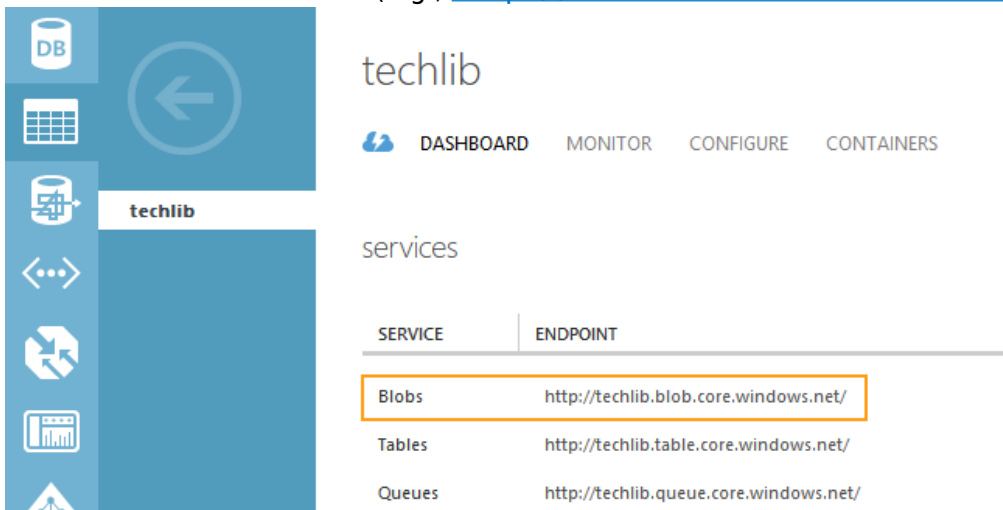 DB
techlib
DASHBOARD MONITOR CONFIGURE CONTAINERS
techlib
services
SERVICE ENDPOINT
Blobs http://techlib.blob.core.windows.net/
Tables http://techlib.table.core.windows.net/
Queues http://techlib.queue.core.windows.net/